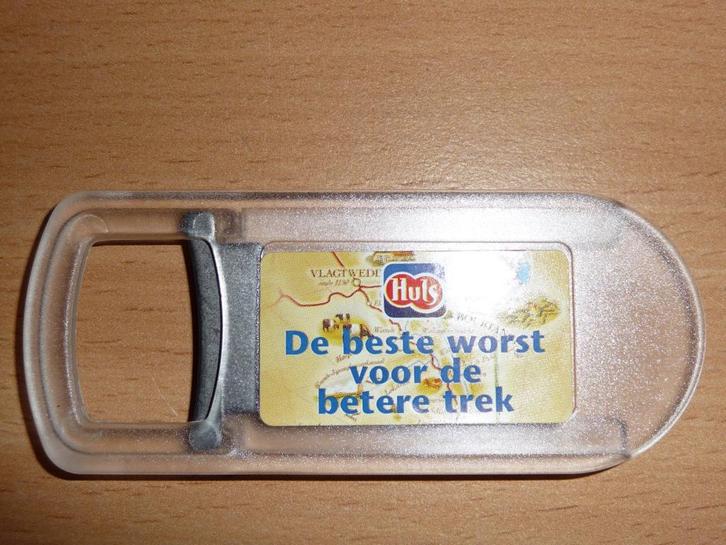 VLAGTWEDDE
Huls
De beste worst
voor de
betere trek